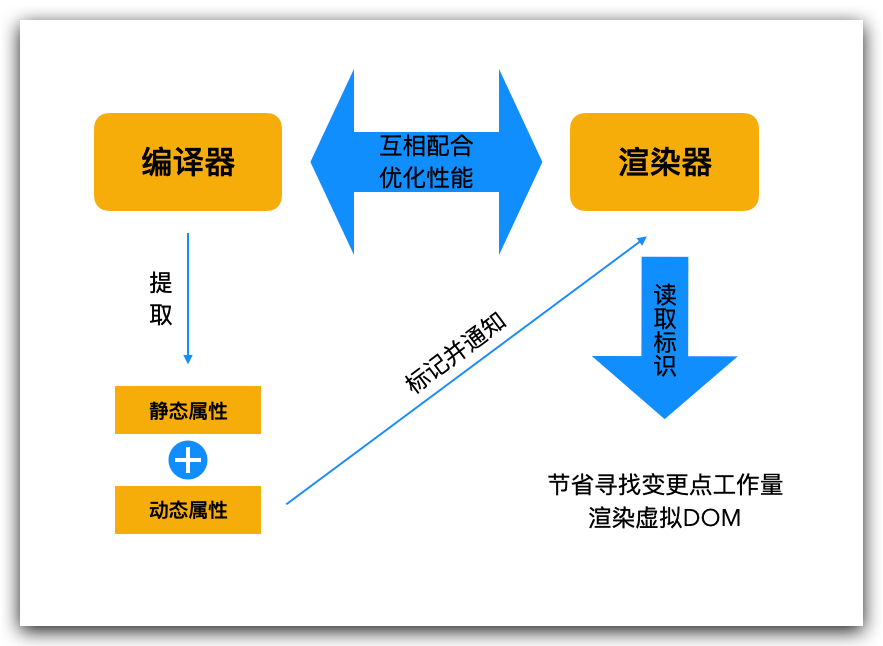 编译器
互相配合
优化性能
渲染器
提
取
标记并通知
读
取
标
识
静态属性
动态属性
节省寻找变更点工作量
渲染虚拟DOM